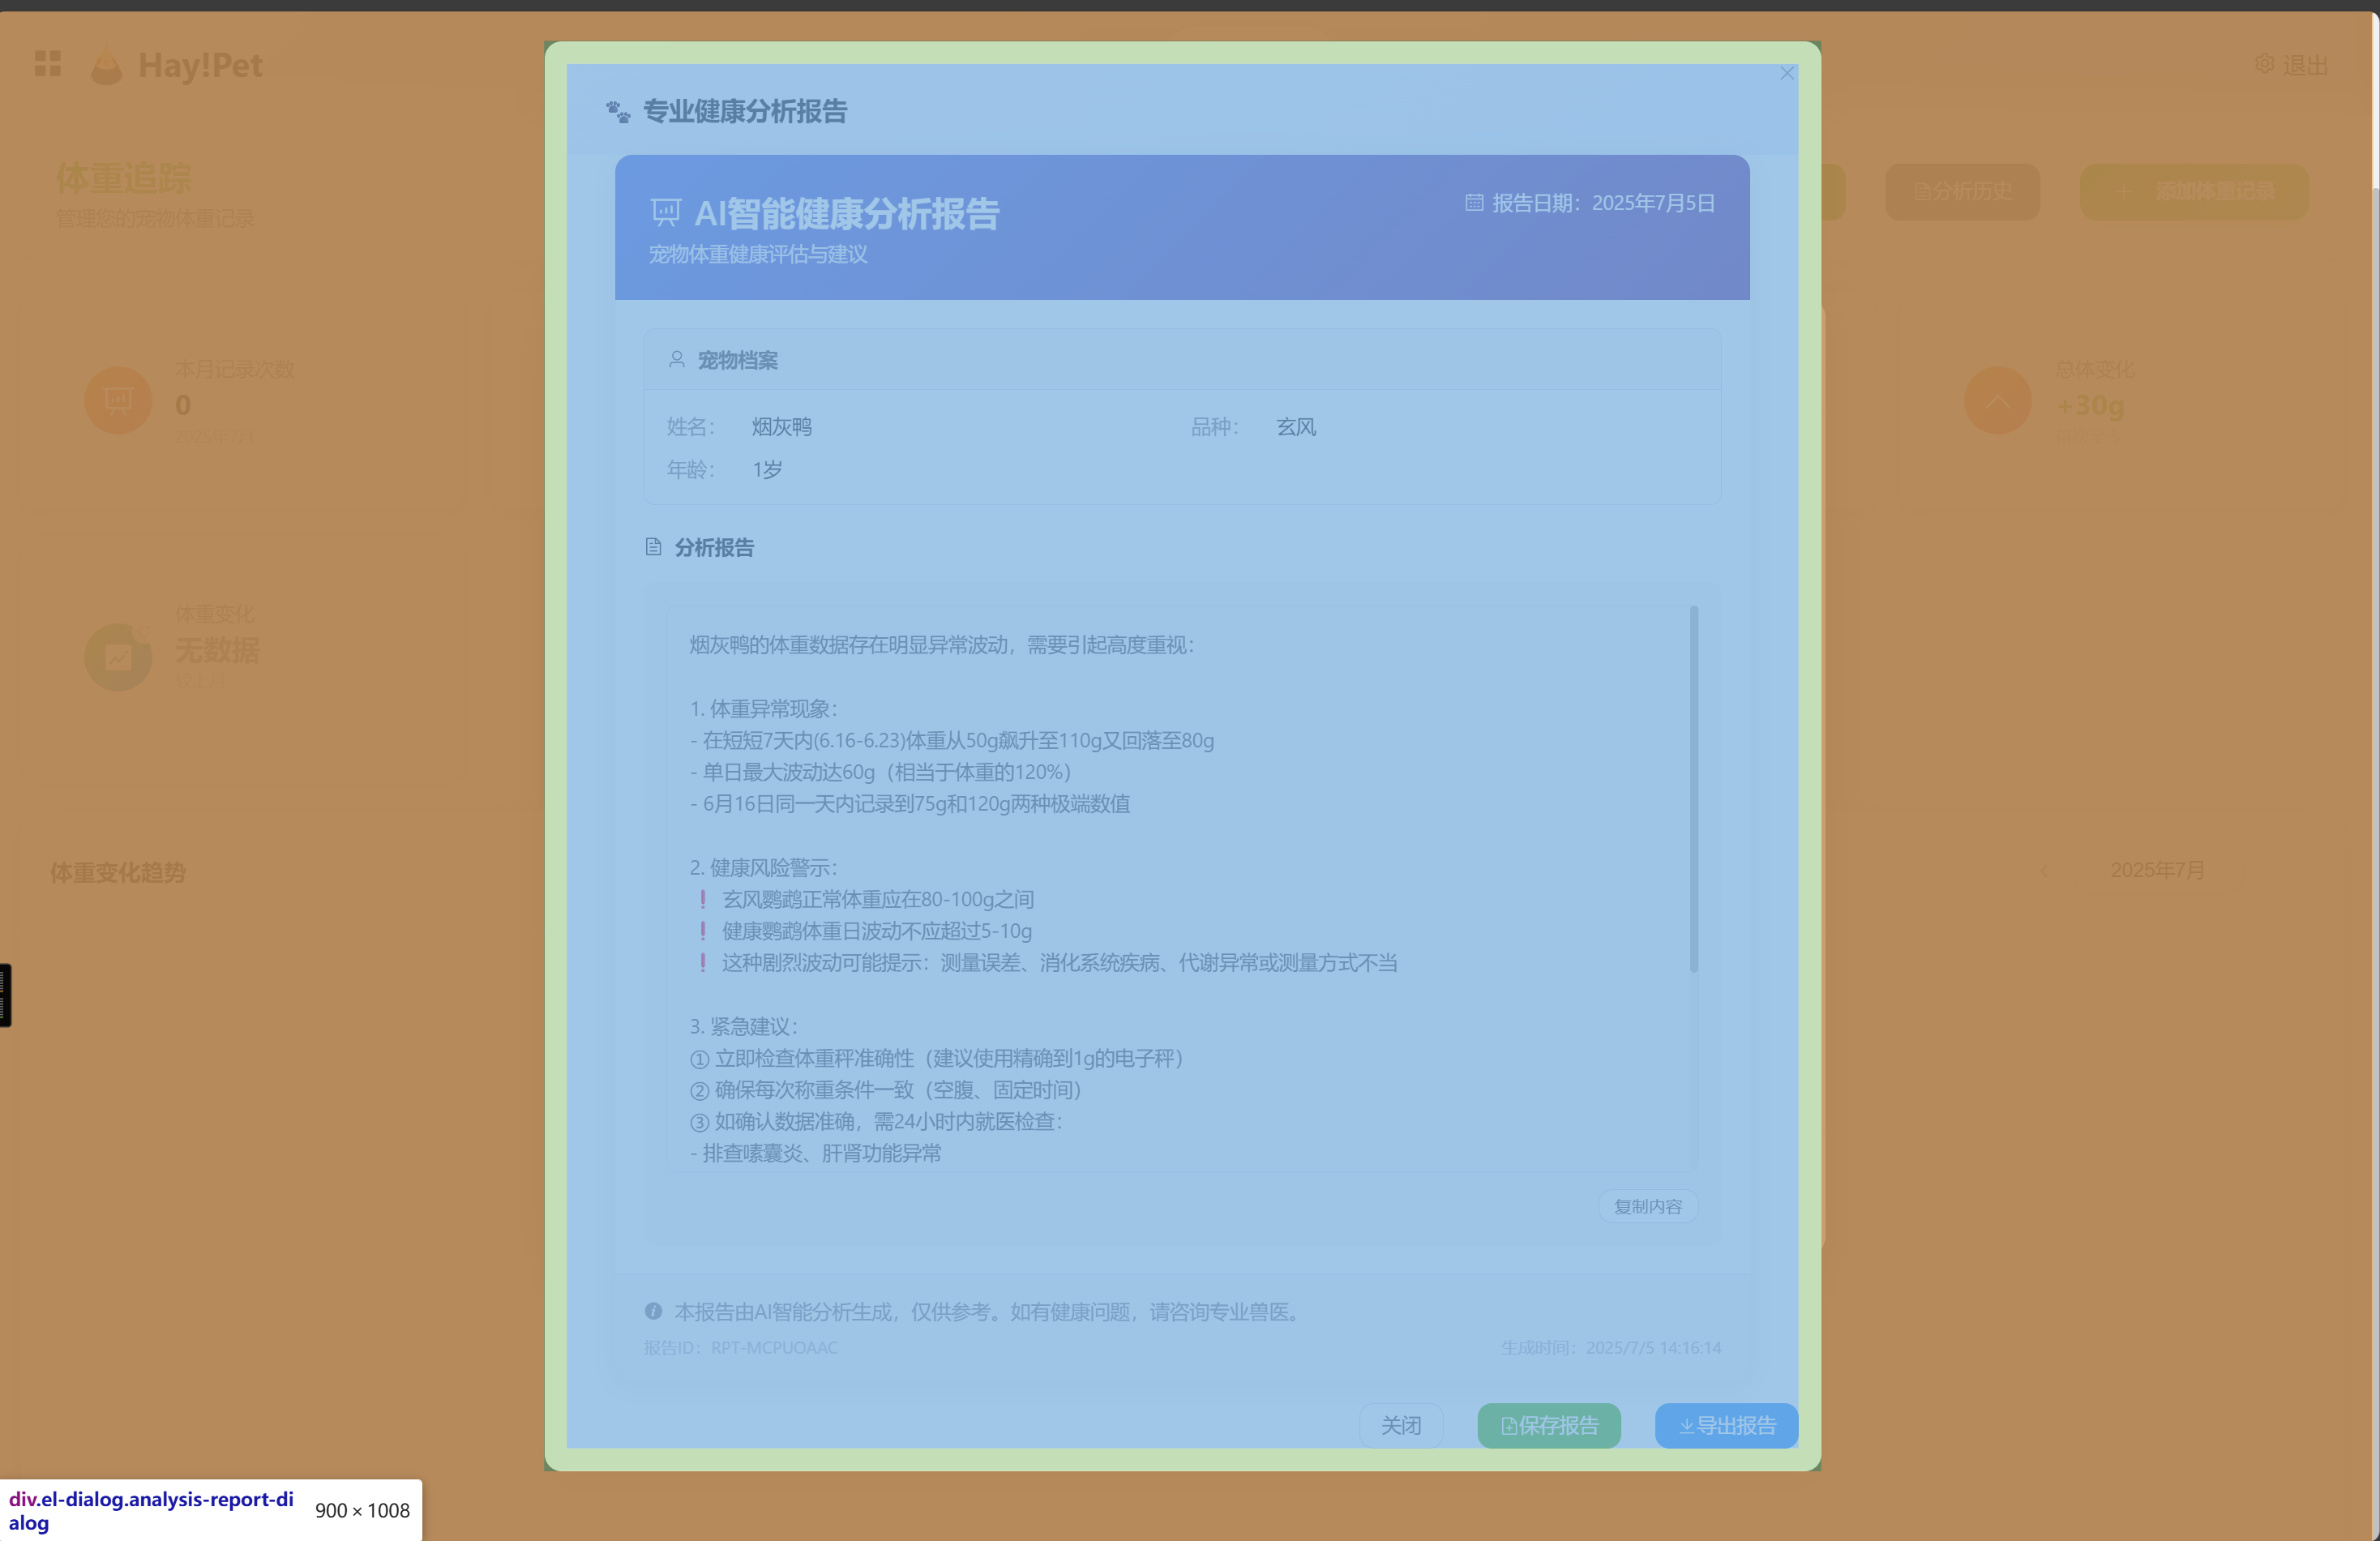 Hay!Pet
退出
专业健康分析报告
体重追踪
管理您的宠物体重记录
分析历史
添加体重记录
AI智能健康分析报告
报告日期：2025年7月5日
宠物体重健康评估与建议
本月记录次数
0
2025年7月
总体变化
+30g
宠物档案
姓名：
烟灰鸭
品种：
玄风
年龄：
1岁
分析报告
体重变化
无数据
较上月
烟灰鸭的体重数据存在明显异常波动，需要引起高度重视：
1. 体重异常现象：
- 在短短7天内(6.16-6.23)体重从50g飙升至110g又回落至80g
- 单日最大波动达60g（相当于体重的120%）
- 6月16日同一天内记录到75g和120g两种极端数值
2. 健康风险警示：
❗ 玄风鹦鹉正常体重应在80-100g之间
❗ 健康鹦鹉体重日波动不应超过5-10g
❗ 这种剧烈波动可能提示：测量误差、消化系统疾病、代谢异常或测量方式不当
3. 紧急建议：
① 立即检查体重秤准确性（建议使用精确到1g的电子秤）
② 确保每次称重条件一致（空腹、固定时间）
③ 如确认数据准确，需24小时内就医检查：
- 排查嗉囊炎、肝肾功能异常
体重变化趋势
2025年7月
复制内容
本报告由AI智能分析生成，仅供参考。如有健康问题，请咨询专业兽医。
报告ID：RPT-MCPUOAAC
生成时间：2025/7/5 14:16:14
关闭
保存报告
导出报告
div.el-dialog.analysis-report-di
alog
900 × 1008